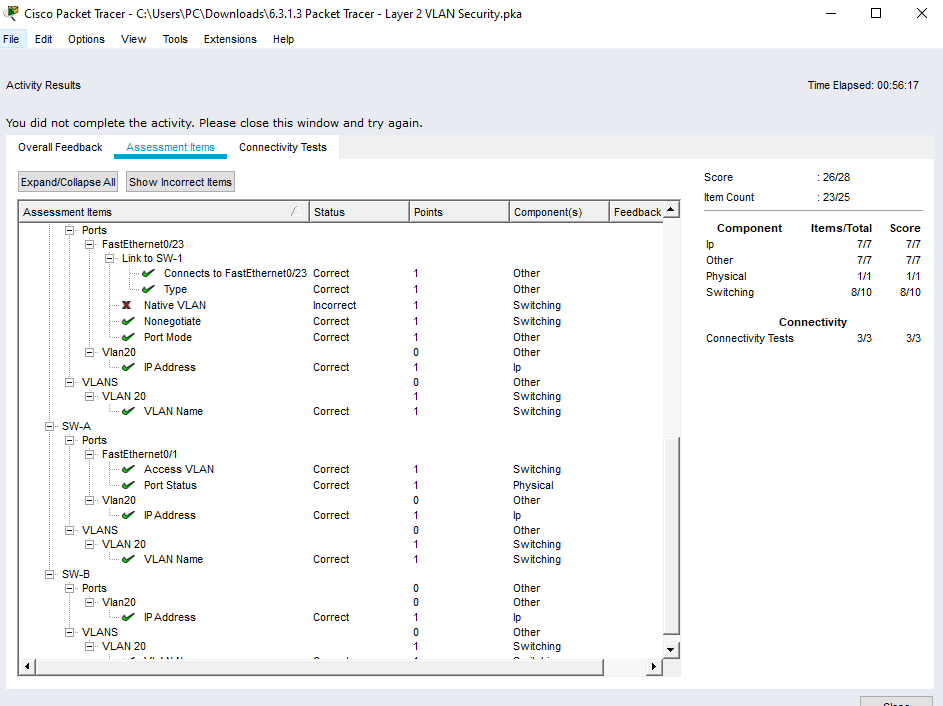 Cisco Packet Tracer - C:\Users\PC\Downloads\6.3.1.3 Packet Tracer - Layer 2 VLAN Security.pka
File Edit Options View Tools Extensions Help
Activity Results Time Elapsed: 00:56:17
You did not complete the activity. Please close this window and try again.
Overall Feedback Assessment Items Connectivity Tests
Expand/Collapse All Show Incorrect Items
Assessment Items Status Points Component(s) Feedback
Ports
FastEthernet0/23
Link to SW-1
Connects to FastEthernet0/23 Correct 1 Other
Type Correct 1 Other
Native VLAN Incorrect 1 Switching
Nonegotiate Correct 1 Switching
Port Mode Correct 1 Other
Vlan20 0 Other
IP Address Correct 1 Ip
VLANS 0 Other
VLAN 20 1 Switching
VLAN Name Correct 1 Switching
SW-A
Ports
FastEthernet0/1
Access VLAN Correct 1 Switching
Port Status Correct 1 Physical
Vlan20 0 Other
IP Address Correct 1 Ip
VLANS 0 Other
VLAN 20 1 Switching
VLAN Name Correct 1 Switching
SW-B
Ports 0 Other
Vlan20 0 Other
IP Address Correct 1 Ip
VLANS 0 Other
VLAN 20 1 Switching
Score : 26/28
Item Count : 23/25
Component Items/Total Score
Ip 7/7 7/7
Other 7/7 7/7
Physical 1/1 1/1
Switching 8/10 8/10
Connectivity
Connectivity Tests 3/3 3/3